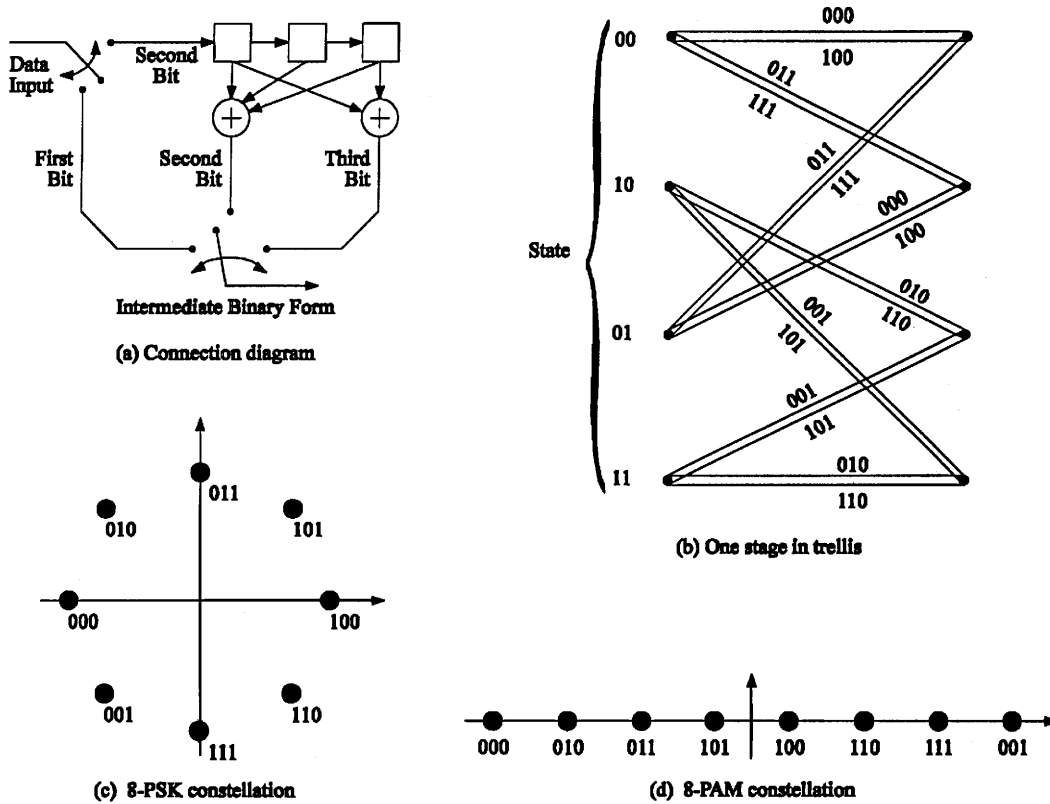 Data
Input
Second
Bit
First
Bit
Second
Bit
Third
Bit
Intermediate Binary Form
(a) Connection diagram
State
00
10
01
11
000
100
011
111
011
111
000
100
010
110
001
101
001
101
010
110
(b) One stage in trellis
011
010
101
000
100
001
110
111
(c) 8-PSK constellation
000 010 011 101 100 110 111 001
(d) 8-PAM constellation